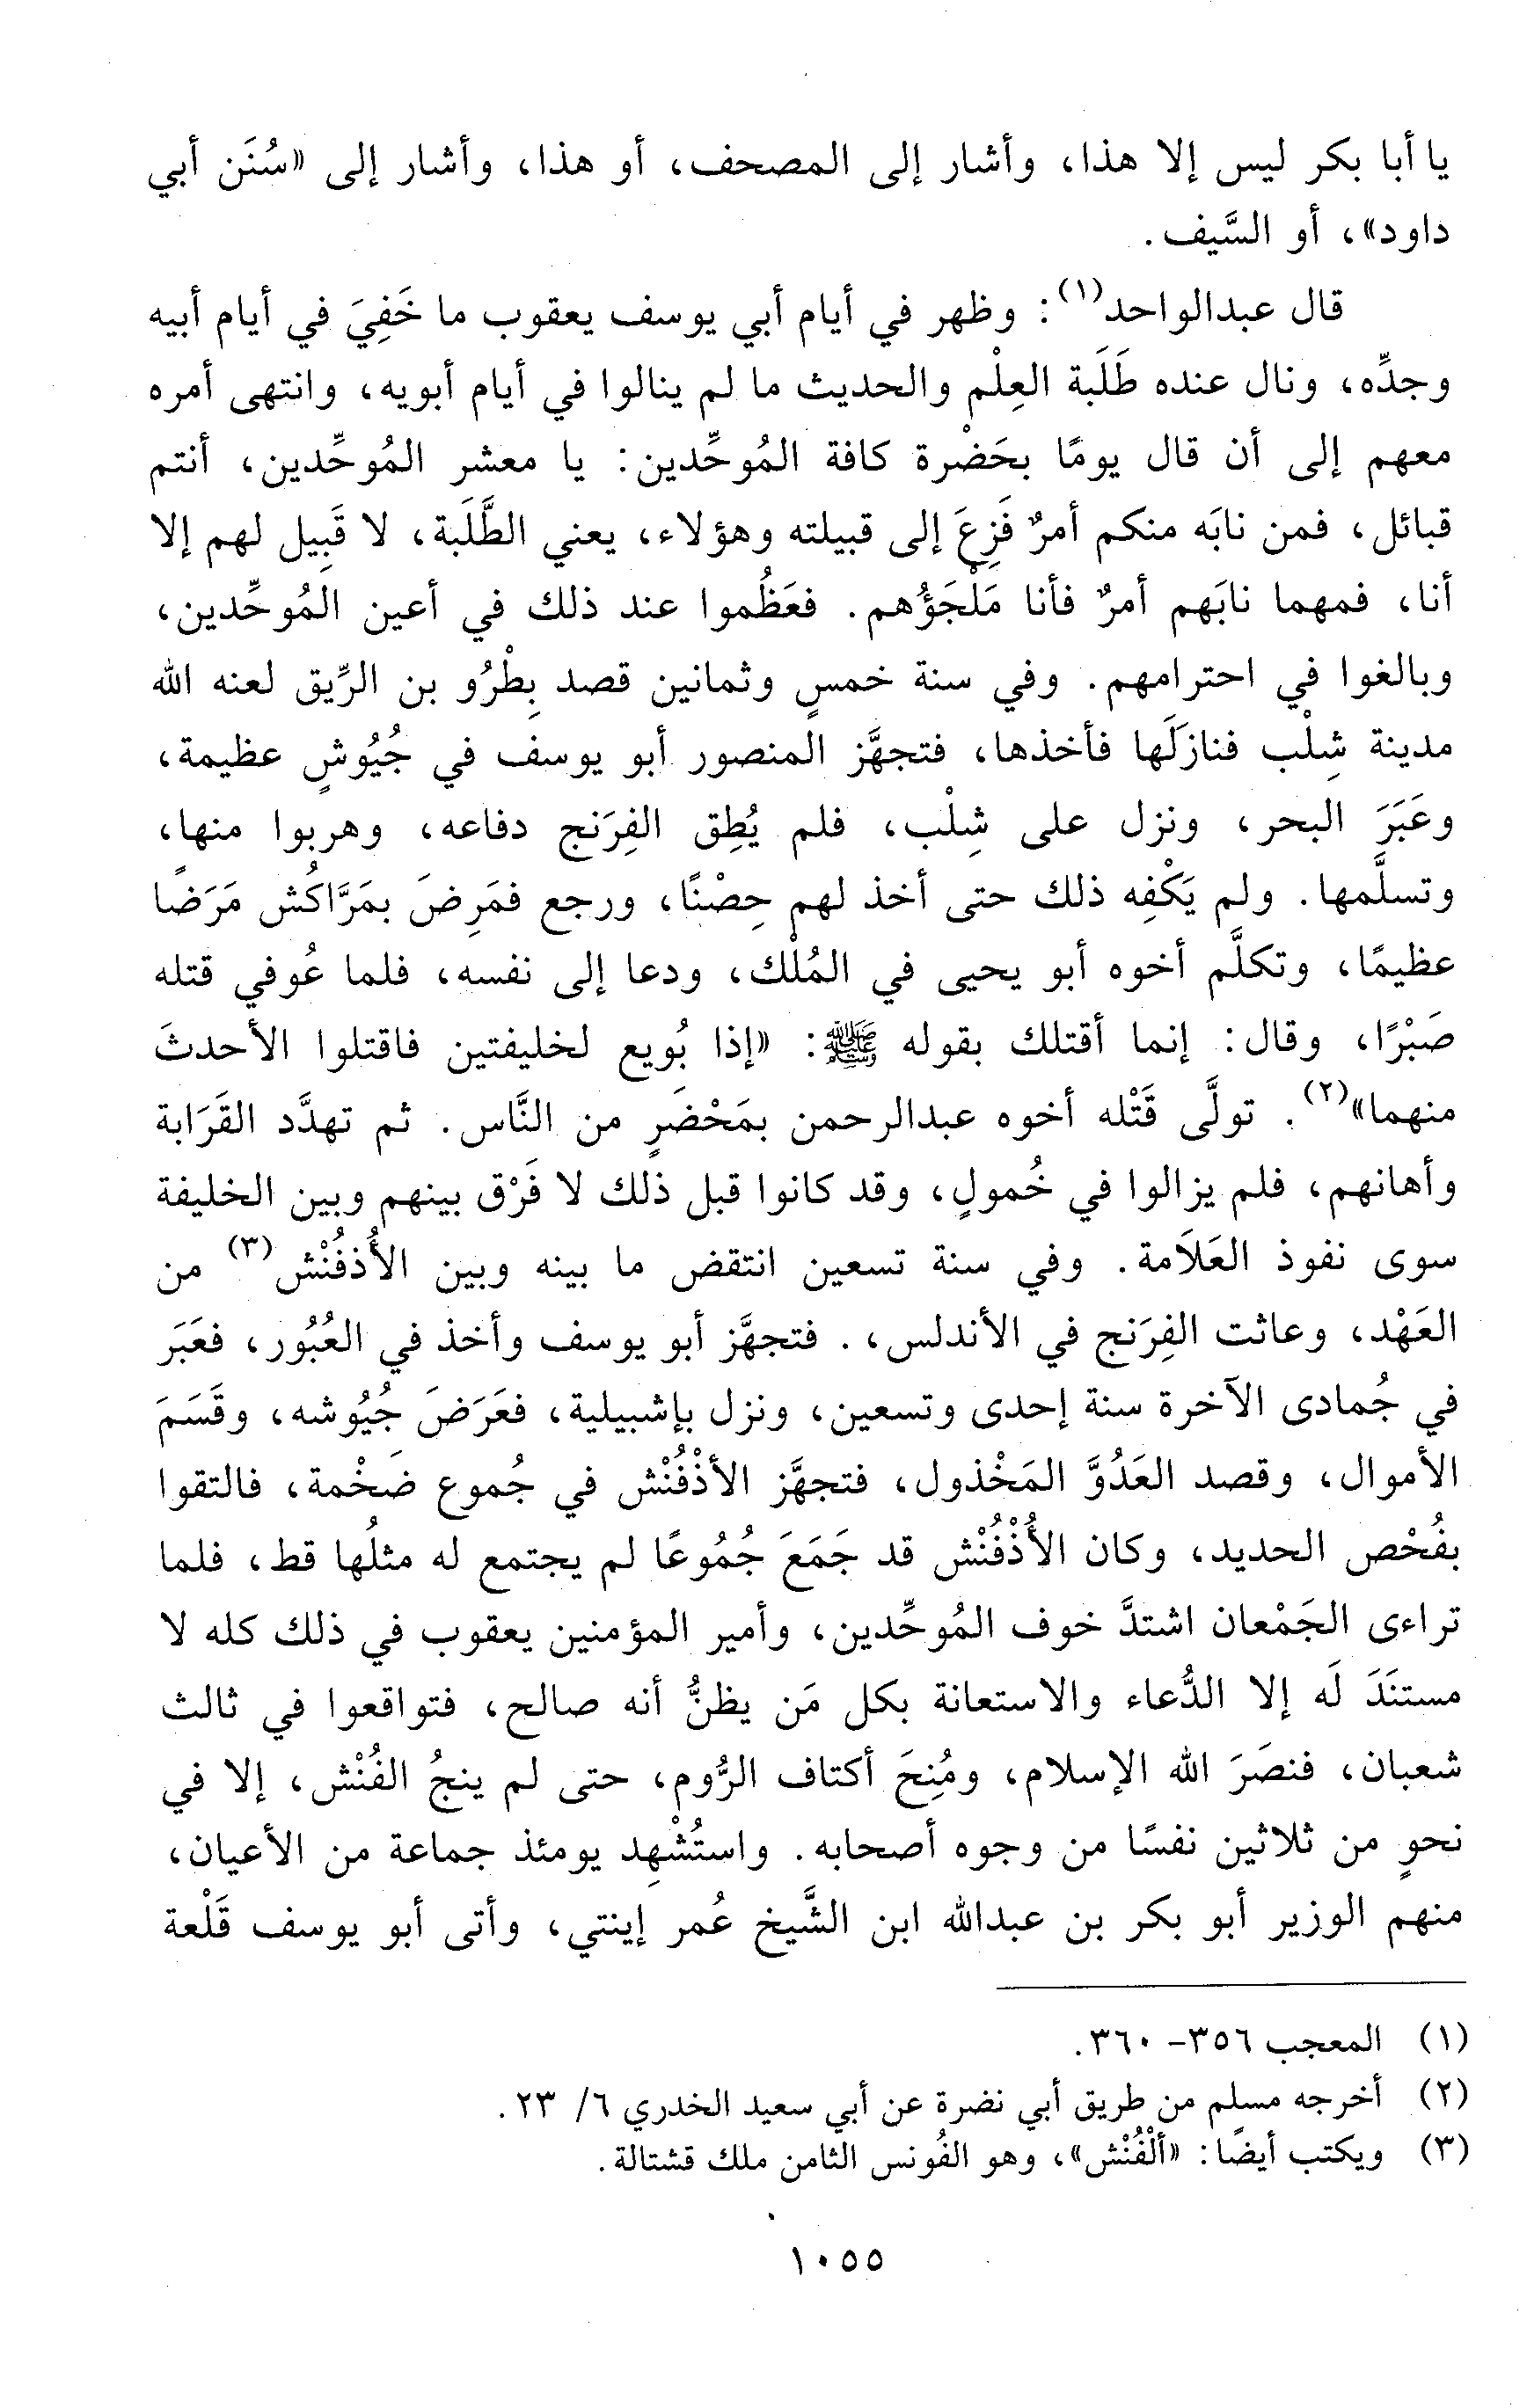 يا أبا بكر ليس إلا هذا، وأشار إلى المصحف، أو هذا، وأشار إلى «سُنَن أبي
داود»، أو السَّيف.
قال عبدالواحد(١): وظهر في أيام أبي يوسف يعقوب ما خَفِيَ في أيام أبيه
وجدِّه، ونال عنده طَلَبة العِلْم والحديث ما لم ينالوا في أيام أبويه، وانتهى أمره
معهم إلى أن قال يومًا بحَضْرة كافة المُوحِّدين: يا معشر المُوحِّدين، أنتم
قبائل، فمن نابَه منكم أمرٌ فَزِعَ إلى قبيلته وهؤلاء، يعني الطَّلَبة، لا قَبِيل لهم إلا
أنا، فمهما نابَهم أمرٌ فأنا مَلْجَؤُهم. فعَظُموا عند ذلك في أعين المُوحِّدين،
وبالغوا في احترامهم. وفي سنة خمسٍ وثمانين قصد بِطْرُو بن الرِّيق لعنه الله
مدينة شِلْب فنازَلَها فأخذها، فتجهَّز المنصور أبو يوسف في جُيُوشٍ عظيمة،
وعَبَرَ البحر، ونزل على شِلْب، فلم يُطِق الفِرَنج دفاعه، وهربوا منها،
وتسلَّمها. ولم يَكْفِه ذلك حتى أخذ لهم حِصْنًا، ورجع فمَرِضَ بمَرَّاكُش مَرَضًا
عظيمًا، وتكلَّم أخوه أبو يحيى في المُلْك، ودعا إلى نفسه، فلما عُوفي قتله
صَبْرًا، وقال: إنما أقتلك بقوله ﷺ: «إذا بُويع لخليفتين فاقتلوا الأحدثَ
منهما»(٢). تولَّى قَتْله أخوه عبدالرحمن بمَحْضَرٍ من النَّاس. ثم تهدَّد القَرَابة
وأهانهم، فلم يزالوا في خُمولٍ، وقد كانوا قبل ذلك لا فَرْق بينهم وبين الخليفة
سوى نفوذ العَلاَمة. وفي سنة تسعين انتقض ما بينه وبين الأُذفُنْش(٣) من
العَهْد، وعاثت الفِرَنج في الأندلس،. فتجهَّز أبو يوسف وأخذ في العُبُور، فعَبَرَ
في جُمادى الآخرة سنة إحدى وتسعين، ونزل بإشبيلية، فعَرَضَ جُيُوشه، وقَسَمَ
الأموال، وقصد العَدُوَّ المَخْذول، فتجهَّز الأذْفُنْش في جُموع ضَخْمة، فالتقوا
بفُحْص الحديد، وكان الأُذْفُنْش قد جَمَعَ جُمُوعًا لم يجتمع له مثلُها قط، فلما
تراءى الجَمْعان اشتدَّ خوف المُوحِّدين، وأمير المؤمنين يعقوب في ذلك كله لا
مستنَدَ لَه إلا الدُّعاء والاستعانة بكل مَن يظنُّ أنه صالح، فتواقعوا في ثالث
شعبان، فنصَرَ الله الإسلام، ومُنِحَ أكتاف الرُّوم، حتى لم ينجُ الفُنْش، إلا في
نحوٍ من ثلاثين نفسًا من وجوه أصحابه. واستُشْهِد يومئذ جماعة من الأعيان،
منهم الوزير أبو بكر بن عبدالله ابن الشَّيخ عُمر إينتي، وأتى أبو يوسف قَلْعة
(١) المعجب ٣٥٦- ٣٦٠.
(٢) أخرجه مسلم من طريق أبي نضرة عن أبي سعيد الخدري ٦/ ٢٣.
(٣) ويكتب أيضًا: «ألْفُنْش»، وهو الفُونس الثامن ملك قشتالة.
١٠٥٥